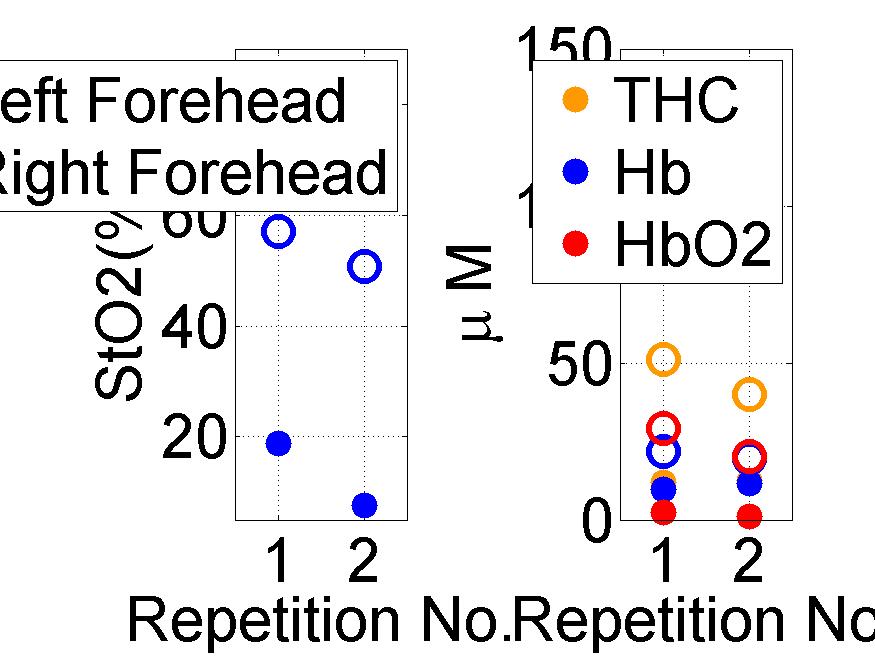 eft Forehead
Right Forehead
StO2(%
60
40
20
1 2
Repetition No.
150
1
50
0
μ M
THC
Hb
HbO2
1 2
Repetition No